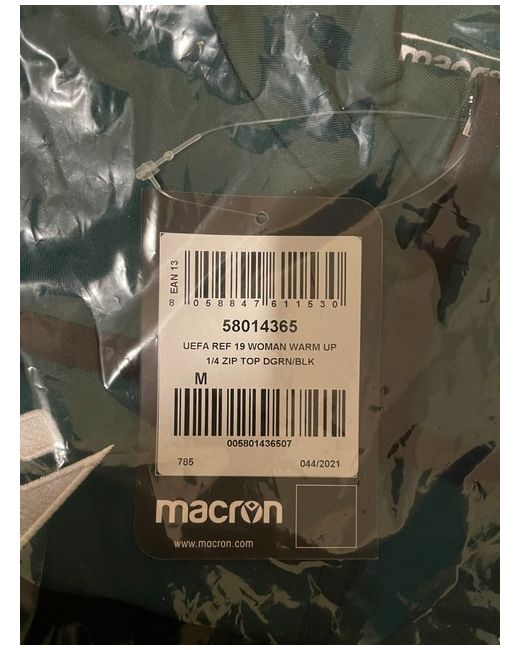 macron
EAN 13
8 058847 611530
58014365
UEFA REF 19 WOMAN WARM UP
1/4 ZIP TOP DGRN/BLK
M
005801436507
785 044/2021
macron
www.macron.com